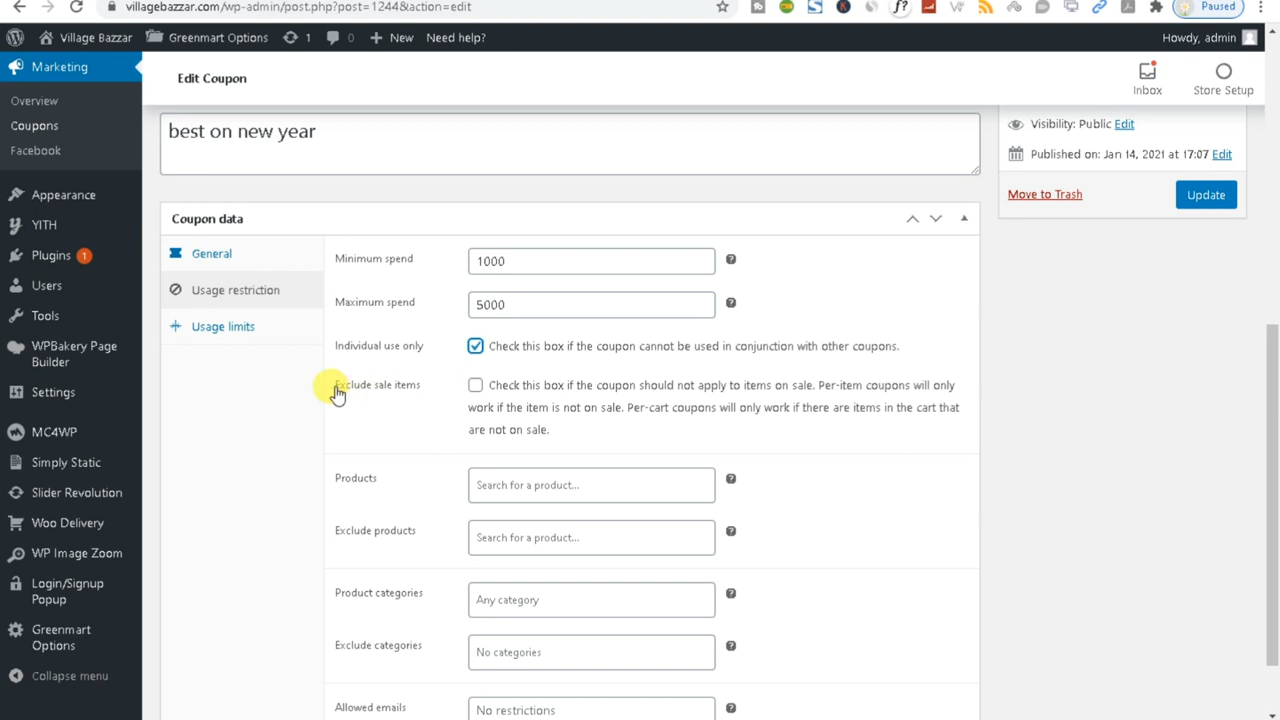 villagebazzar.com/wp-admin/post.php?post=1244&action=edit
Paused
Village Bazzar
Greenmart Options
1
0
New
Need help?
Howdy, admin
Marketing
Overview
Coupons
Facebook
Appearance
YITH
Plugins 1
Users
Tools
WPBakery Page
Builder
Settings
MC4WP
Simply Static
Slider Revolution
Woo Delivery
WP Image Zoom
Login/Signup
Popup
Greenmart
Options
Collapse menu
Edit Coupon
Inbox
Store Setup
best on new year
Visibility: Public Edit
Published on: Jan 14, 2021 at 17:07 Edit
Move to Trash
Update
Coupon data
General
Usage restriction
Usage limits
Minimum spend
1000
Maximum spend
5000
Individual use only
Check this box if the coupon cannot be used in conjunction with other coupons.
Exclude sale items
Check this box if the coupon should not apply to items on sale. Per-item coupons will only
work if the item is not on sale. Per-cart coupons will only work if there are items in the cart that
are not on sale.
Products
Search for a product...
Exclude products
Search for a product...
Product categories
Any category
Exclude categories
No categories
Allowed emails
No restrictions